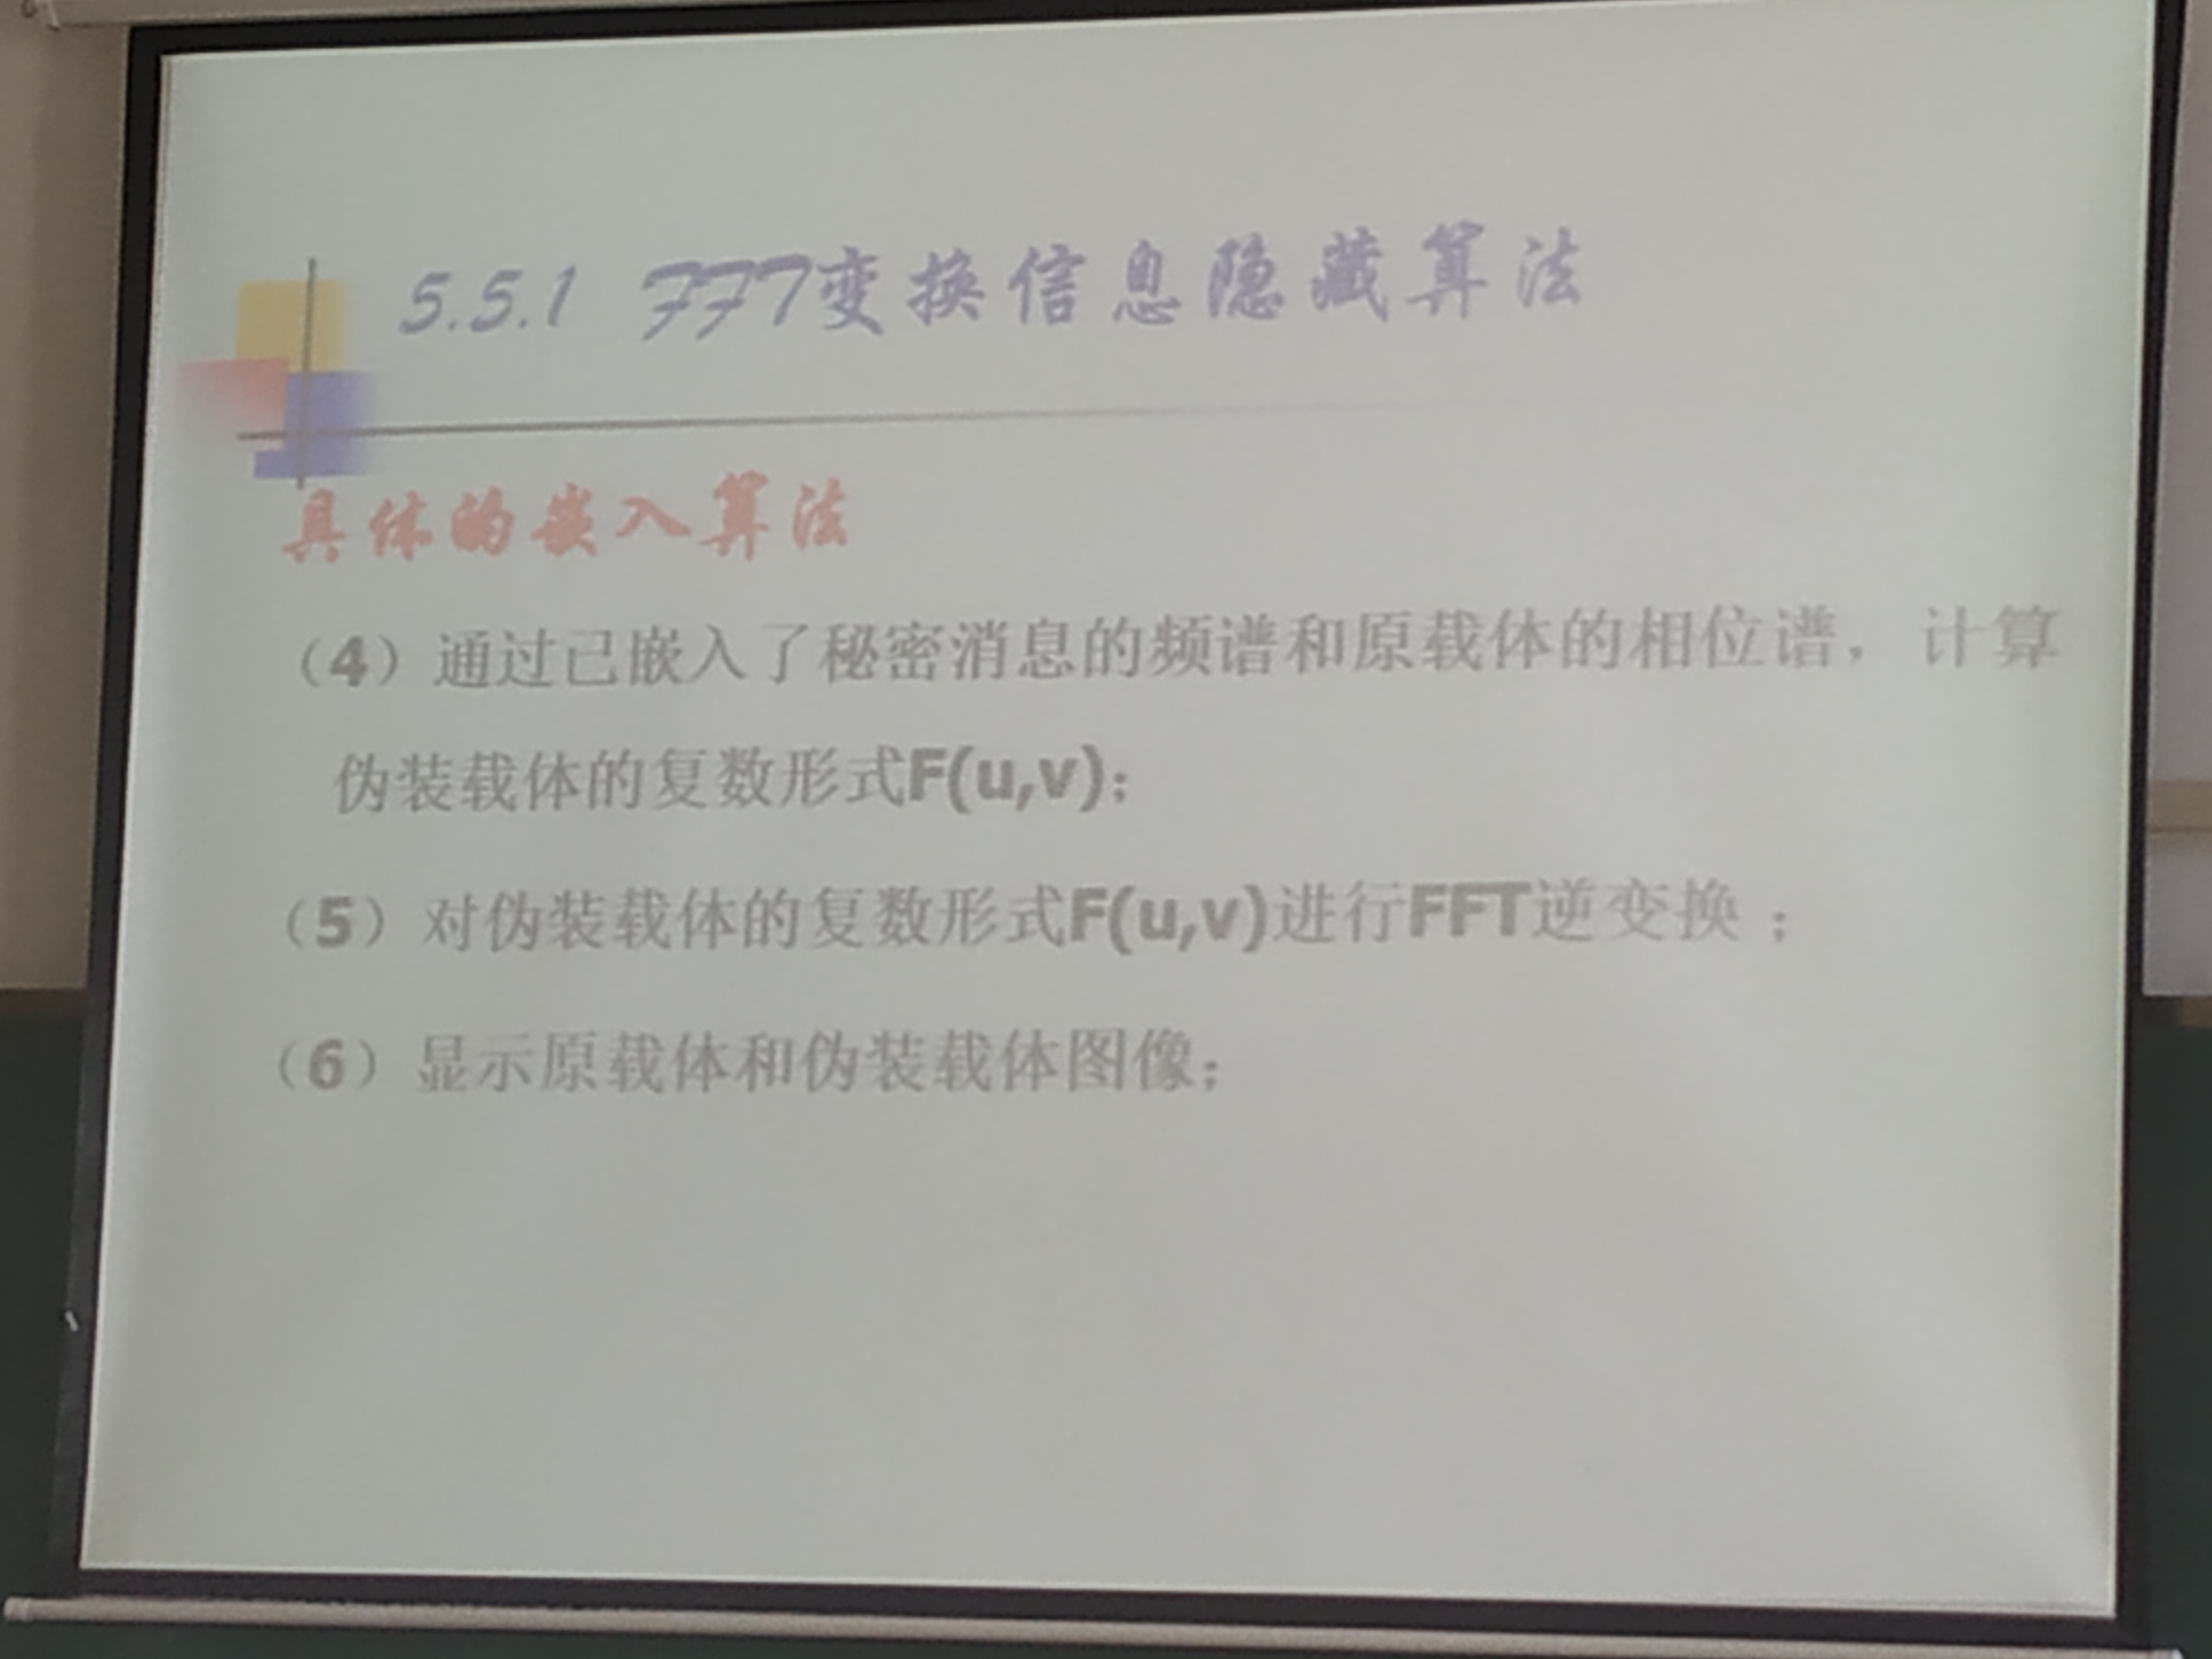 5.5.1 FFT变换信息隐藏算法
具体的嵌入算法
（4）通过已嵌入了秘密消息的频谱和原载体的相位谱，计算
伪装载体的复数形式F(u,v)；
（5）对伪装载体的复数形式F(u,v)进行FFT逆变换；
（6）显示原载体和伪装载体图像；